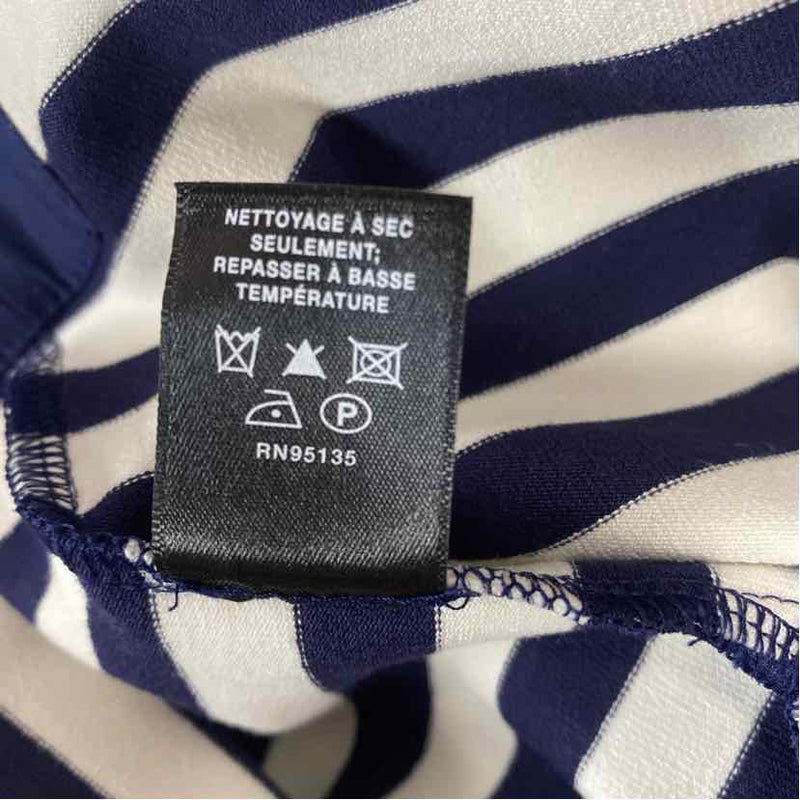 NETTOYAGE À SEC
SEULEMENT;
REPASSER À BASSE
TEMPÉRATURE
P
RN95135